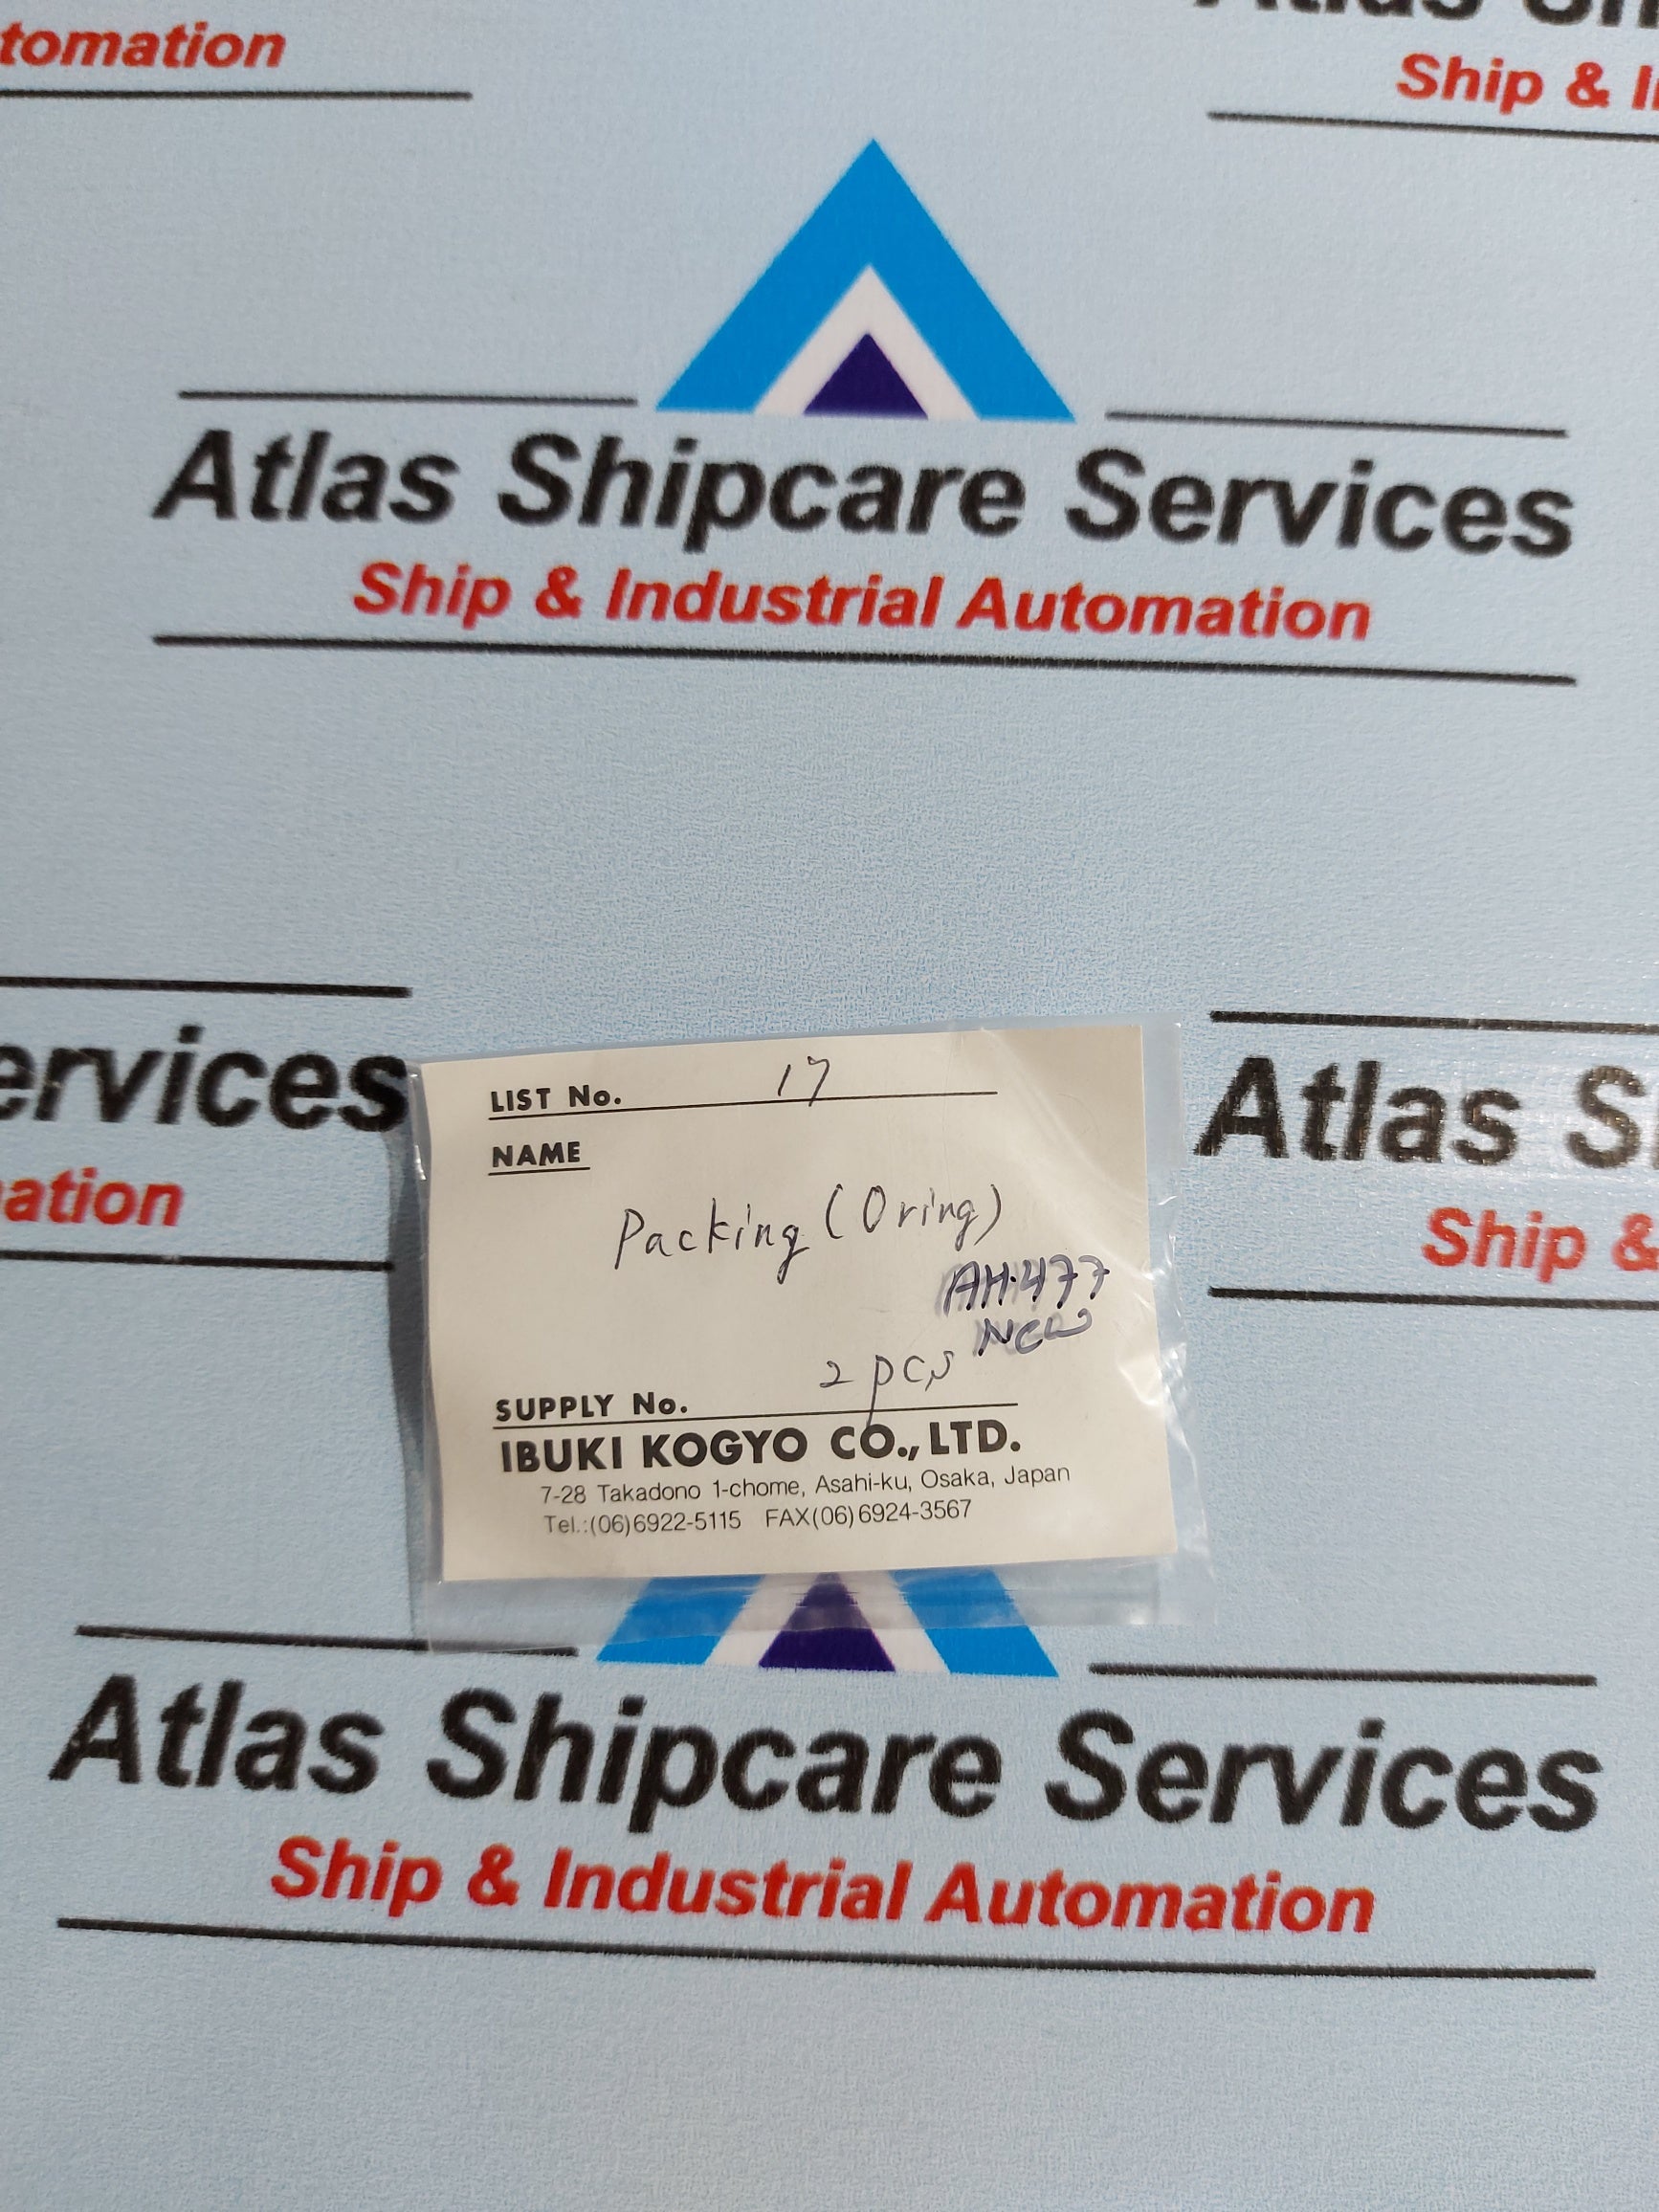 tomation
Ship & I
Atlas Shipcare Services
Ship & Industrial Automation
ervices
ation
Atlas S
Ship &
LIST No. 17
NAME
Packing (Oring)
AH-477
NEW
2 pcs
SUPPLY No.
IBUKI KOGYO CO., LTD.
7-28 Takadono 1-chome, Asahi-ku, Osaka, Japan
Tel.:(06)6922-5115 FAX(06)6924-3567
Atlas Shipcare Services
Ship & Industrial Automation